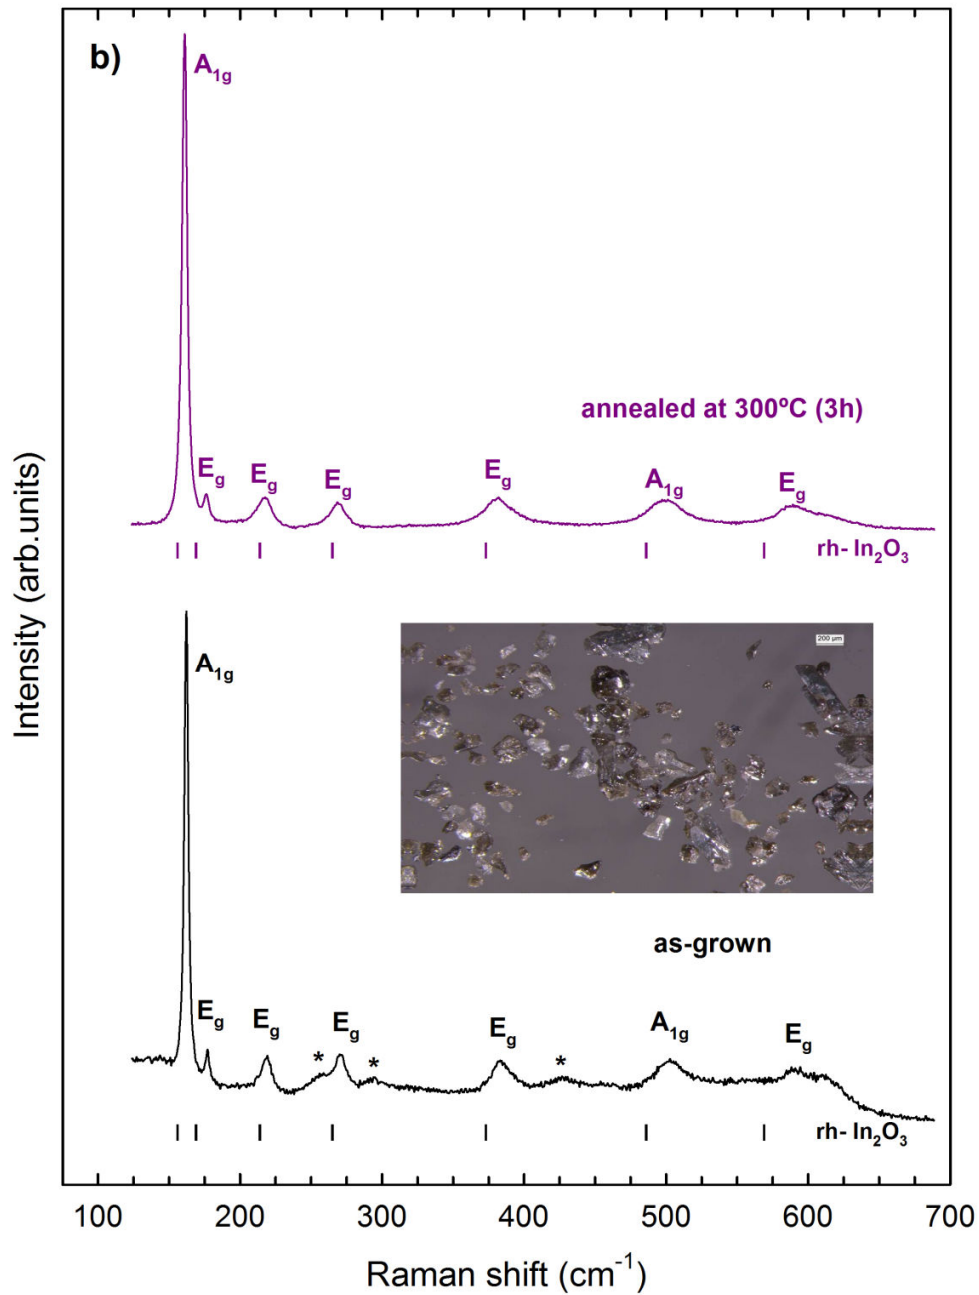 b)
A1g
annealed at 300ºC (3h)
Eg Eg Eg Eg A1g Eg
rh- In2O3
200 µm
A1g
as-grown
Eg Eg * Eg * Eg * A1g Eg
rh- In2O3
100 200 300 400 500 600 700
Raman shift (cm-1)
Intensity (arb.units)